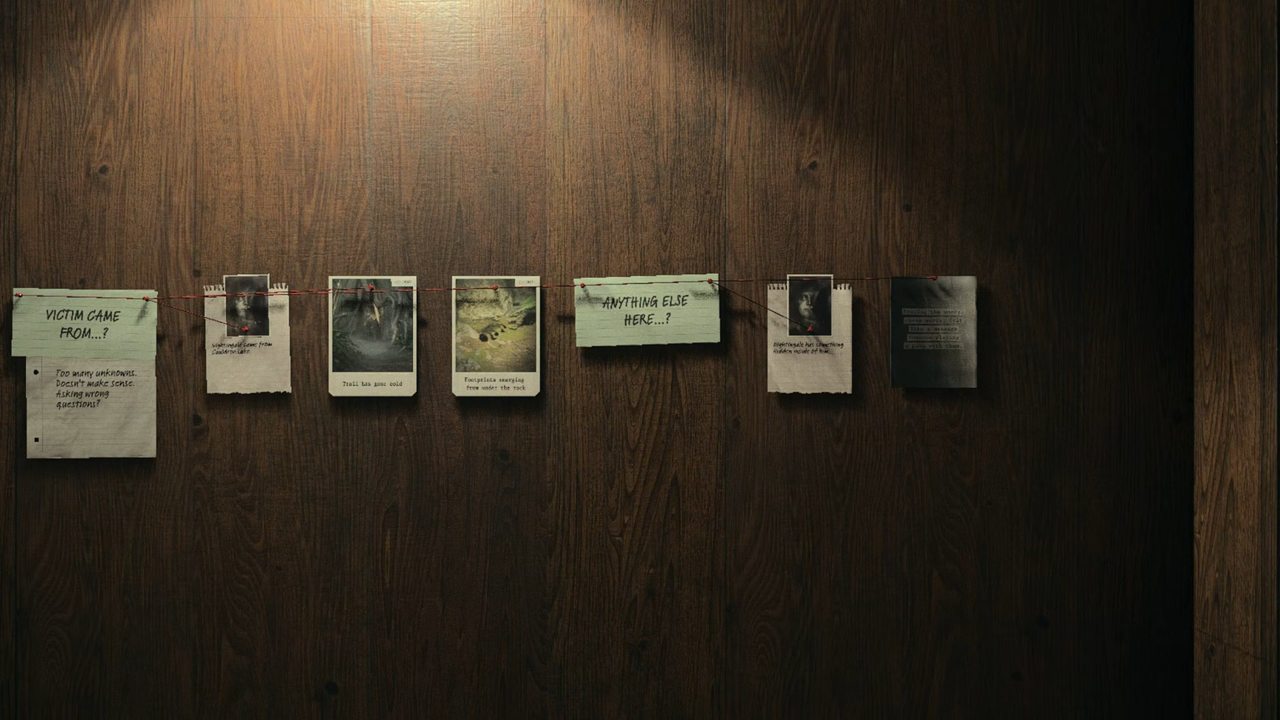 VICTIM CAME
FROM...?
Too many unknowns.
Doesn't make sense.
Asking wrong
questions?
Nightingale came from
Cauldron Lake.
Trail has gone cold
Footprints emerging
from under the rock
ANYTHING ELSE
HERE...?
Nightingale has something
hidden inside of him.